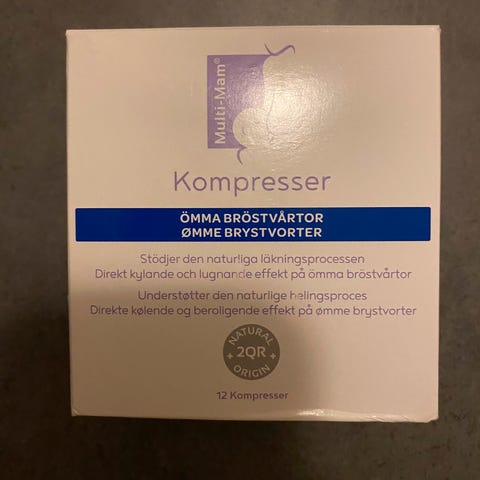 Multi-Mam®
Kompresser
ÖMMA BRÖSTVÅRTOR
ØMME BRYSTVORTER
Stödjer den naturliga läkningsprocessen
Direkt kylande och lugnande effekt på ömma bröstvårtor
Understøtter den naturlige helingsproces
Direkte kølende og beroligende effekt på ømme brystvorter
NATURAL
+ 2QR +
ORIGIN
12 Kompresser